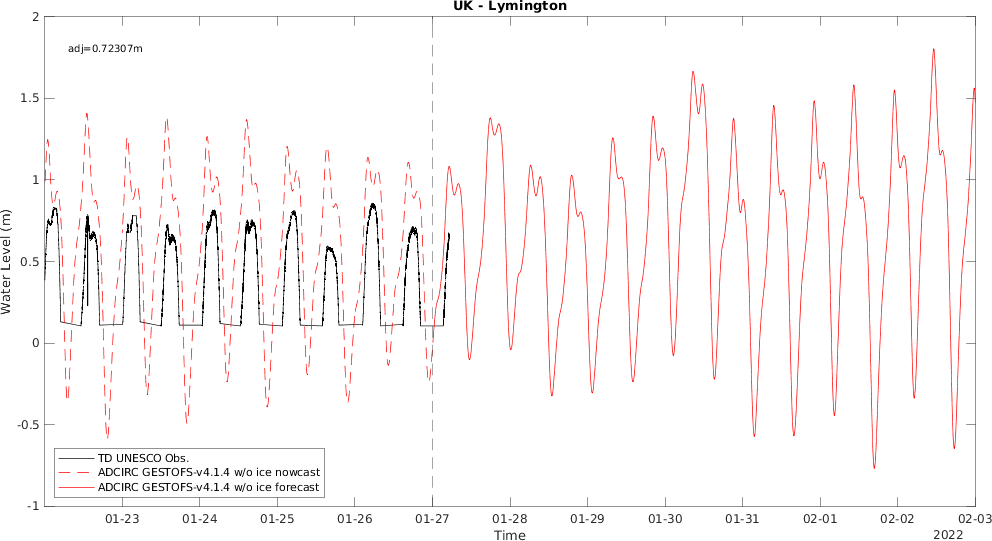 UK - Lymington
adj=0.72307m
Water Level (m)
2
1.5
1
0.5
0
-0.5
-1
TD UNESCO Obs.
ADCIRC GESTOFS-v4.1.4 w/o ice nowcast
ADCIRC GESTOFS-v4.1.4 w/o ice forecast
01-23 01-24 01-25 01-26 01-27 01-28 01-29 01-30 01-31 02-01 02-02 02-03
Time
2022